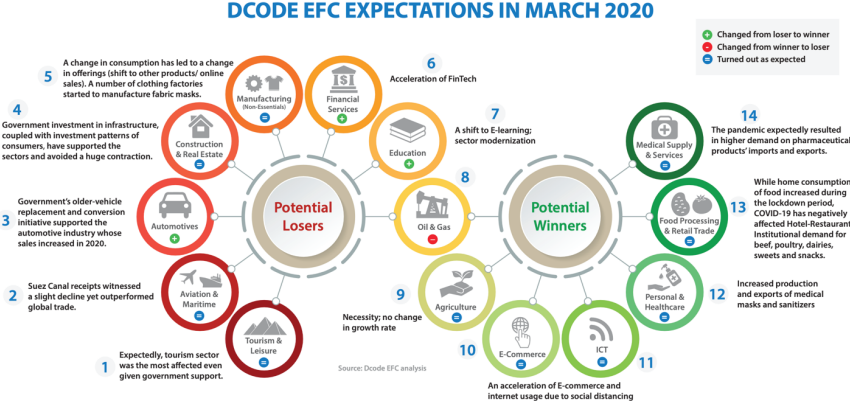 DCODE EFC EXPECTATIONS IN MARCH 2020
Changed from loser to winner
Changed from winner to loser
Turned out as expected
Potential
Losers
Potential
Winners
1
Expectedly, tourism sector
was the most affected even
given government support.
Tourism &
Leisure
2
Suez Canal receipts witnessed
a slight decline yet outperformed
global trade.
Aviation &
Maritime
3
Government's older-vehicle
replacement and conversion
initiative supported the
automotive industry whose
sales increased in 2020.
Automotives
4
Government investment in infrastructure,
coupled with investment patterns of
consumers, have supported the
sectors and avoided a huge contraction.
Construction
& Real Estate
5
A change in consumption has led to a change
in offerings (shift to other products/ online
sales). A number of clothing factories
started to manufacture fabric masks.
Manufacturing
(Non-Essentials)
6
Acceleration of FinTech
Financial
Services
7
A shift to E-learning;
sector modernization
Education
8
Oil & Gas
9
Necessity; no change
in growth rate
Agriculture
10
An acceleration of E-commerce and
internet usage due to social distancing
E-Commerce
11
ICT
12
Increased production
and exports of medical
masks and sanitizers
Personal &
Healthcare
13
While home consumption
of food increased during
the lockdown period,
COVID-19 has negatively
affected Hotel-Restaurant
Institutional demand for
beef, poultry, dairies,
sweets and snacks.
Food Processing
& Retail Trade
14
The pandemic expectedly resulted
in higher demand on pharmaceutical
products' imports and exports.
Medical Supply
& Services
Source: Dcode EFC analysis